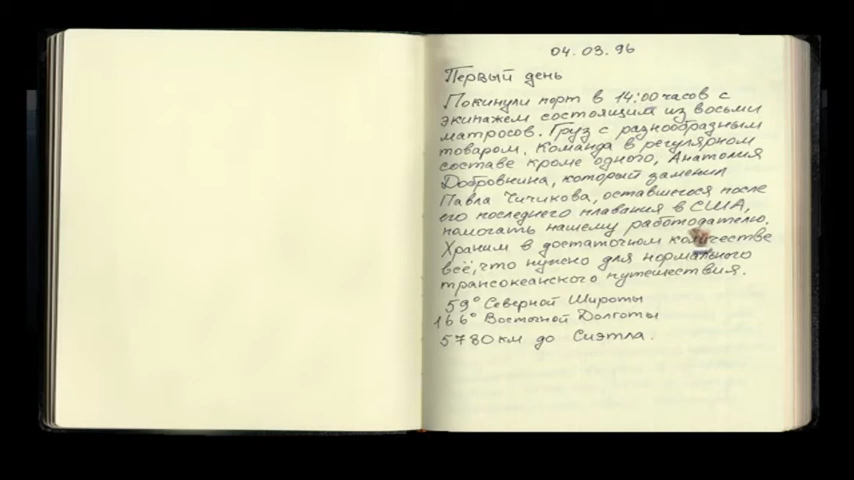 04.03.96
Первый день
Покинули порт в 14:00 часов с
экипажем состоящим из восьми
матросов. Груз с разнообразным
товаром. Команда в регулярном
составе кроме одного, Анатолия
Добровнина, который заменил
Павла Чичикова, оставшегося после
его последнего плавания в США,
помогать нашему работодателю.
Храним в достаточном количестве
всё, что нужно для нормального
трансокеанского путешествия.
59° Северной Широты
166° Восточной Долготы
5780 км до Сиэтла.